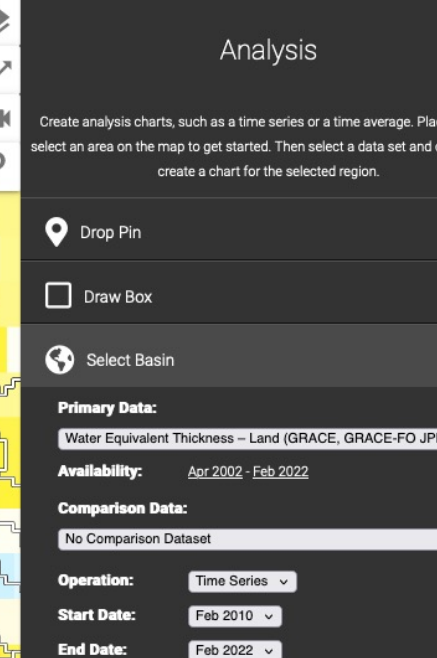 Analysis
Create analysis charts, such as a time series or a time average.
select an area on the map to get started. Then select a data set and
create a chart for the selected region.
Drop Pin
Draw Box
Select Basin
Primary Data:
Water Equivalent Thickness – Land (GRACE, GRACE-FO
Availability: Apr 2002 - Feb 2022
Comparison Data:
No Comparison Dataset
Operation: Time Series
Start Date: Feb 2010
End Date: Feb 2022